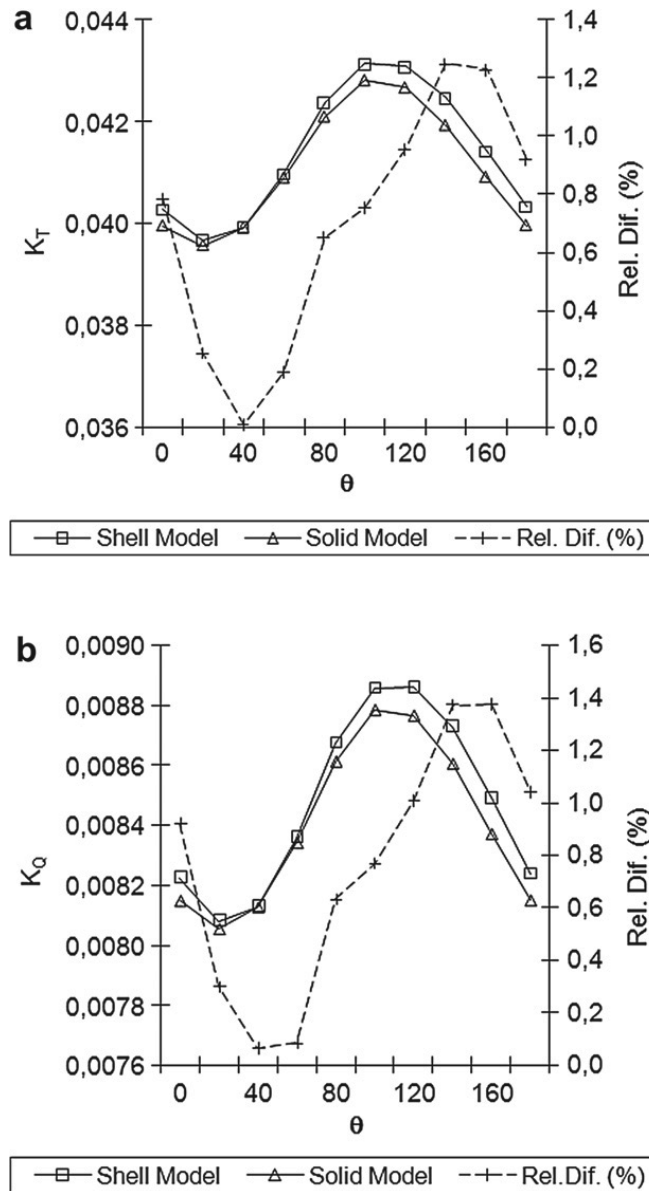 a
0,044
0,042
0,040
0,038
0,036
K_T
1,4
1,2
1,0
0,8
0,6
0,4
0,2
0,0
Rel. Dif. (%)
0 40 80 120 160
θ
Shell Model Solid Model Rel. Dif. (%)
b
0,0090
0,0088
0,0086
0,0084
0,0082
0,0080
0,0078
0,0076
K_Q
1,6
1,4
1,2
1,0
0,8
0,6
0,4
0,2
0,0
Rel. Dif. (%)
0 40 80 120 160
θ
Shell Model Solid Model Rel.Dif. (%)